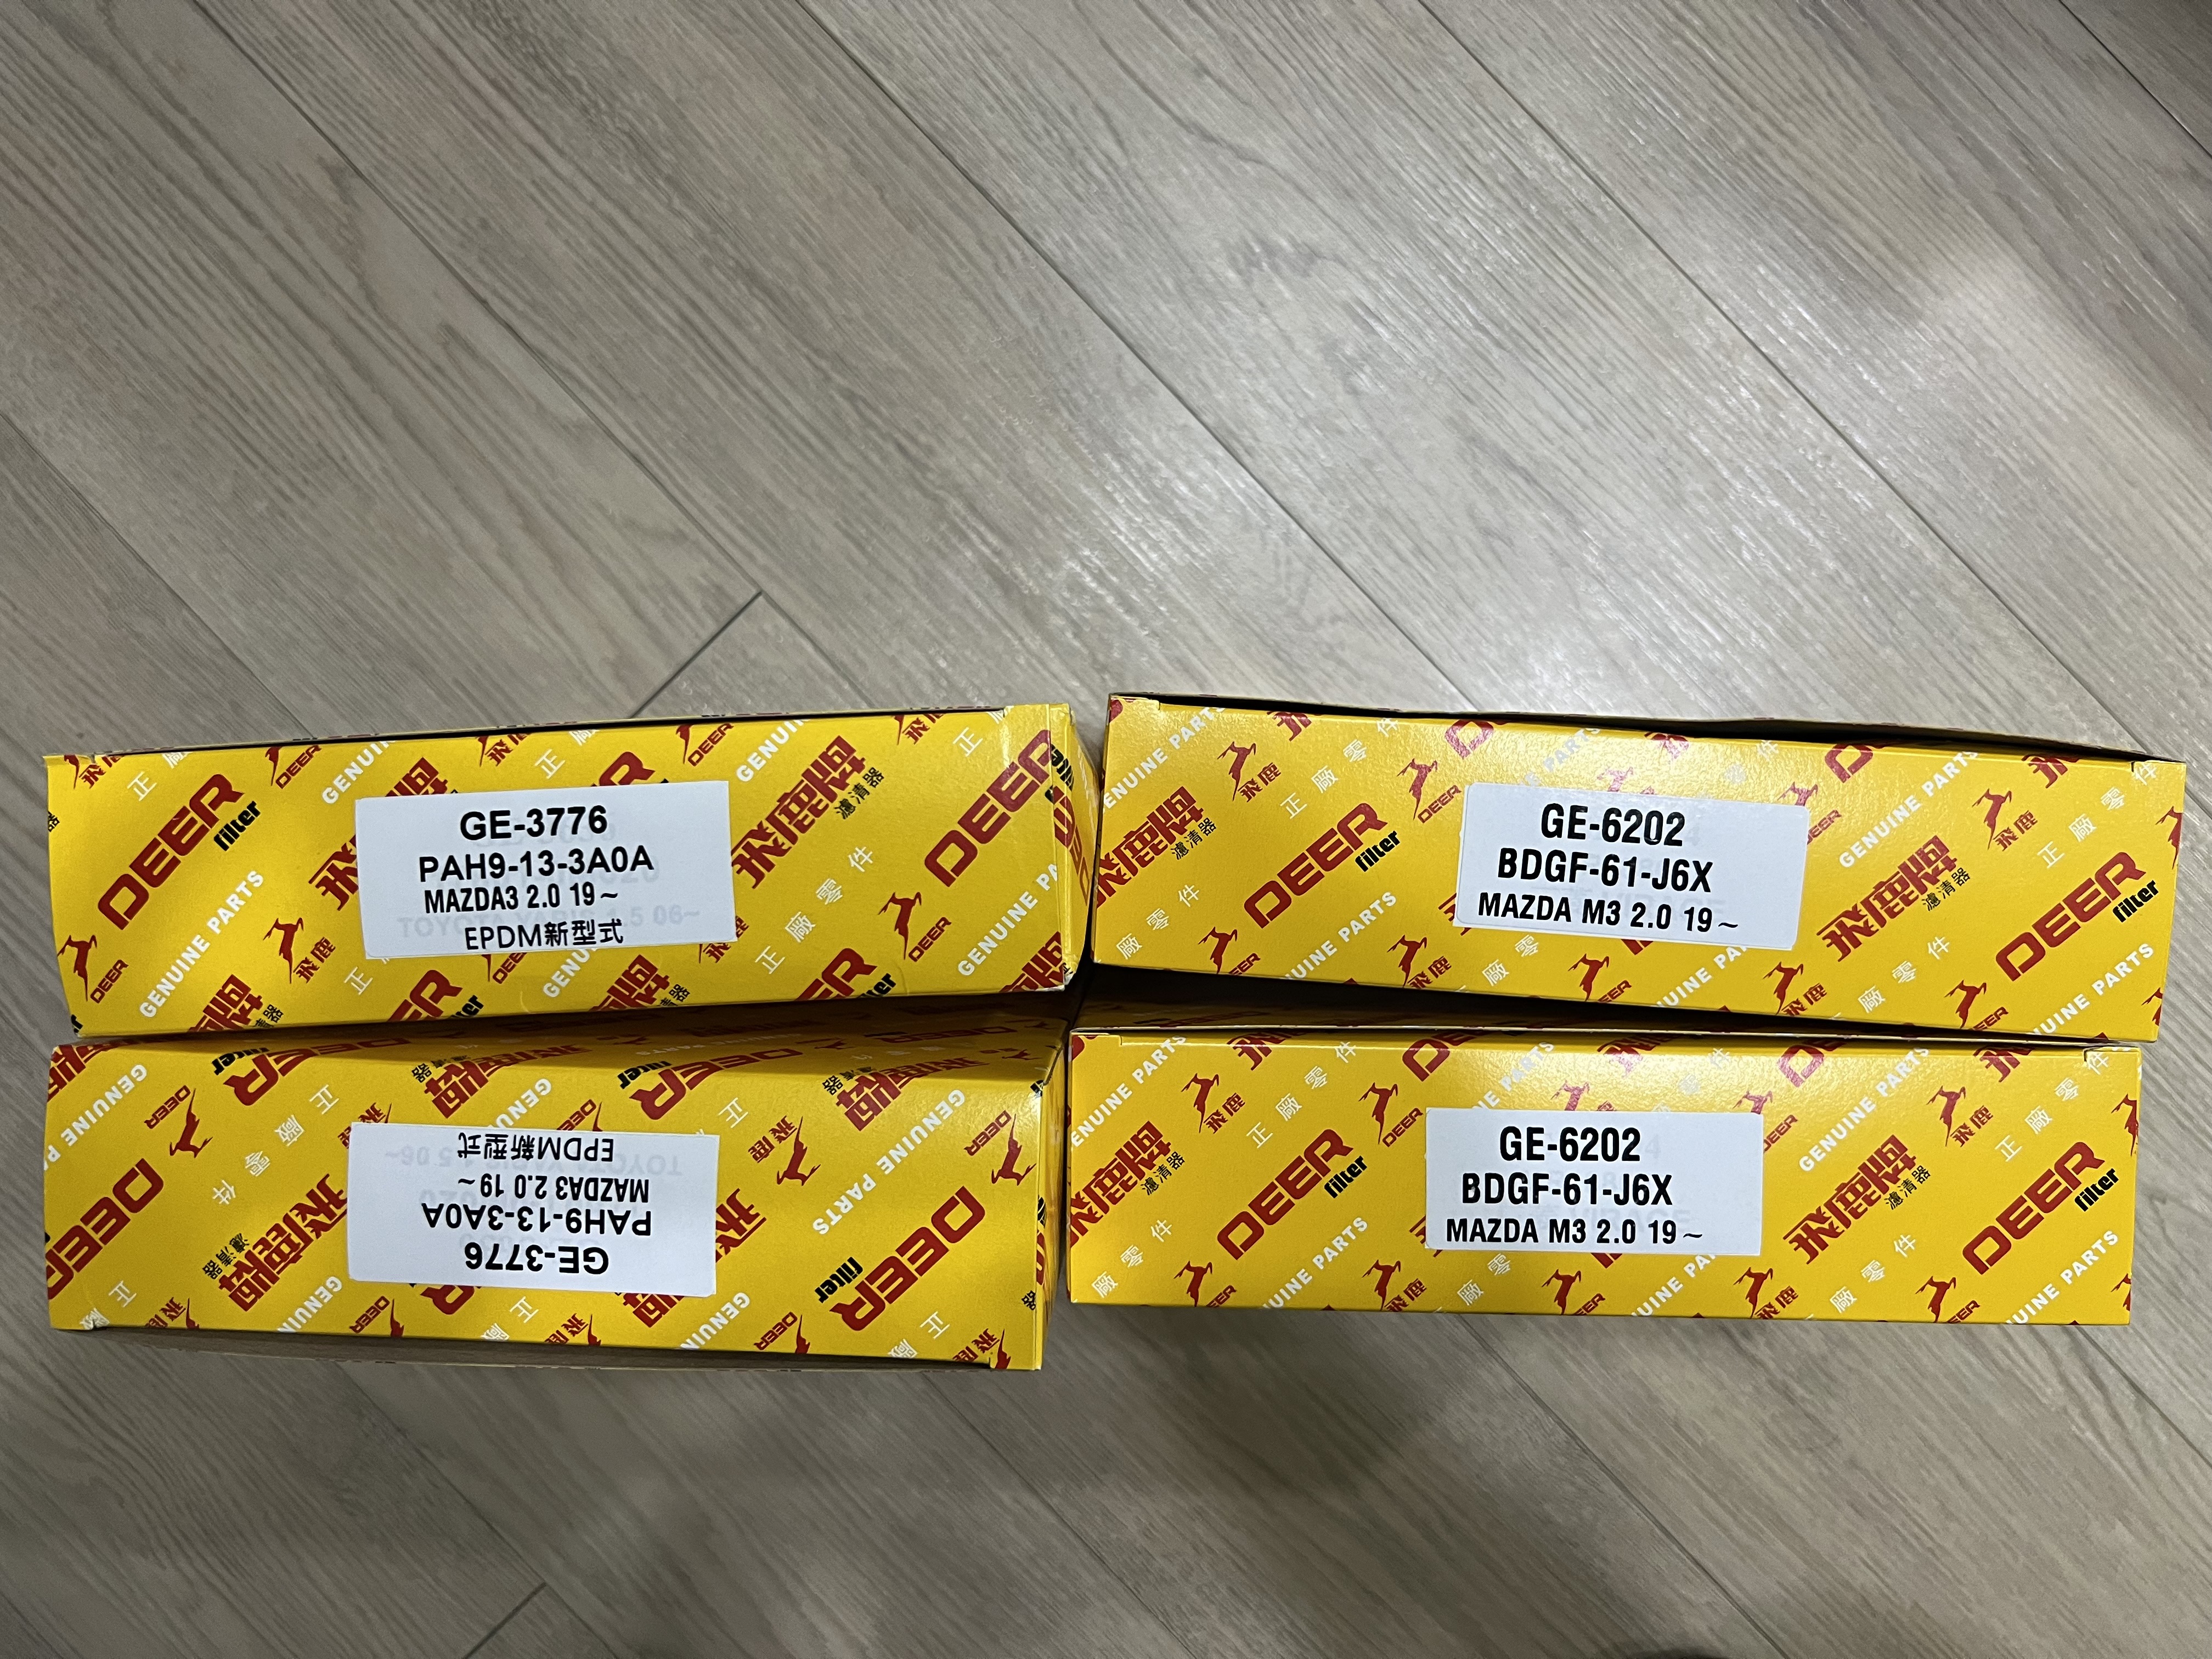 GE-3776
PAH9-13-3A0A
MAZDA3 2.0 19~
EPDM新型式
GE-6202
BDGF-61-J6X
MAZDA M3 2.0 19~
GE-3776
PAH9-13-3A0A
MAZDA3 2.0 19~
EPDM新型式
GE-6202
BDGF-61-J6X
MAZDA M3 2.0 19~
DEER
filter
飛鹿牌
濾清器
GENUINE PARTS
正廠零件
飛鹿
DEER